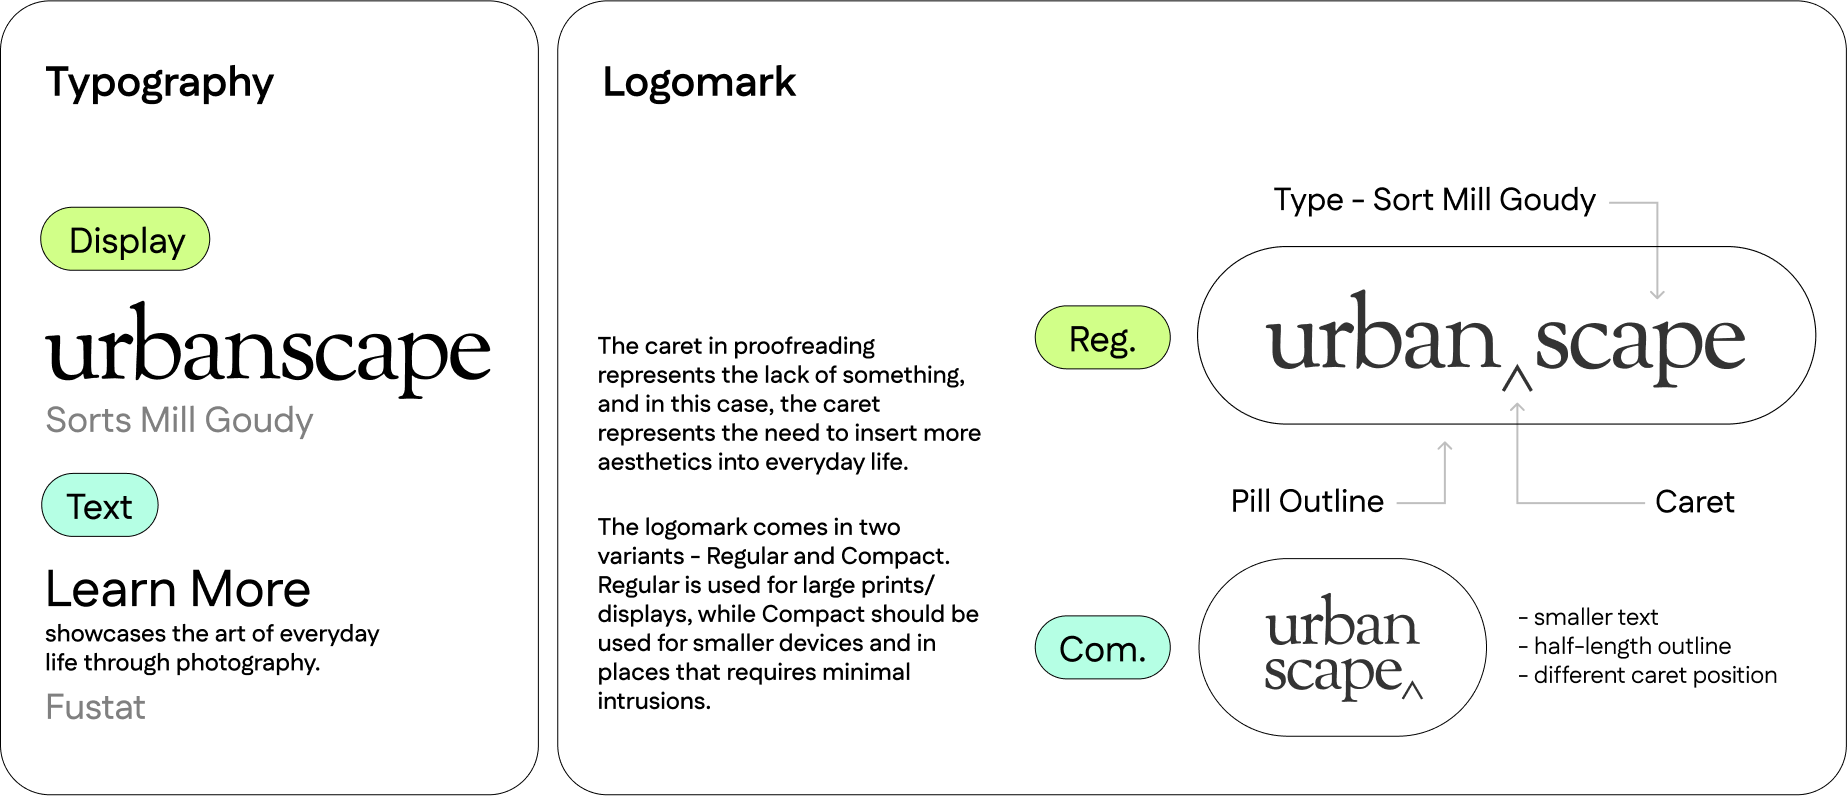 Typography
Display
urbanscape
Sorts Mill Goudy
Text
Learn More
showcases the art of everyday
life through photography.
Fustat
Logomark
The caret in proofreading
represents the lack of something,
and in this case, the caret
represents the need to insert more
aesthetics into everyday life.
The logomark comes in two
variants - Regular and Compact.
Regular is used for large prints/
displays, while Compact should be
used for smaller devices and in
places that requires minimal
intrusions.
Type - Sort Mill Goudy
Reg.
urban^scape
Pill Outline
Caret
Com.
urban
scape^
- smaller text
- half-length outline
- different caret position